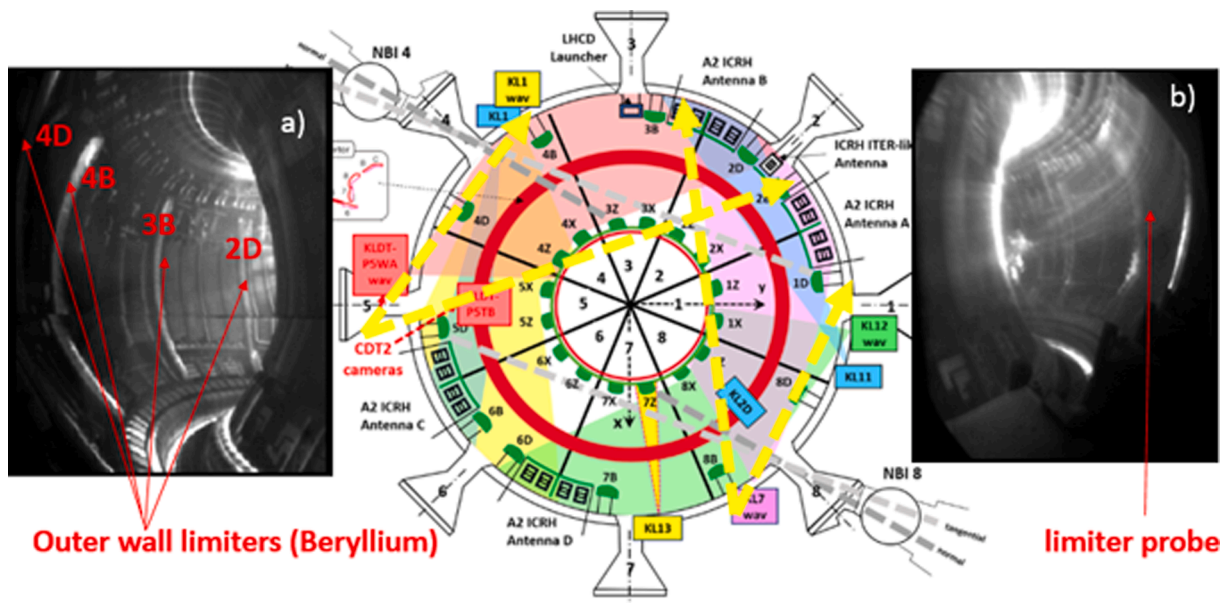 a)
4D
4B
3B
2D
Outer wall limiters (Beryllium)
normal
NBI 4
LHCD
Launcher
3
A2 ICRH
Antenna B
KL1
wav
KL1
4
4B
3B
2D
2
ICRH ITER-lik
Antenna
A2 ICRH
Antenna A
4D
4X
3Z
3X
2X
4Z
5X
5Z
6X
6Z
7X
7Z
8X
1X
1Z
1D
8D
8B
7B
6D
6B
5D
1
2
3
4
5
6
7
8
y
x
KLDT-
P5WA
wav
P5TB
5
CDT2
cameras
1
KL12
wav
KL11
KL2D
A2 ICRH
Antenna C
A2 ICRH
Antenna D
6
KL13
KL7
wav
8
NBI 8
tangential
normal
7
b)
limiter probe